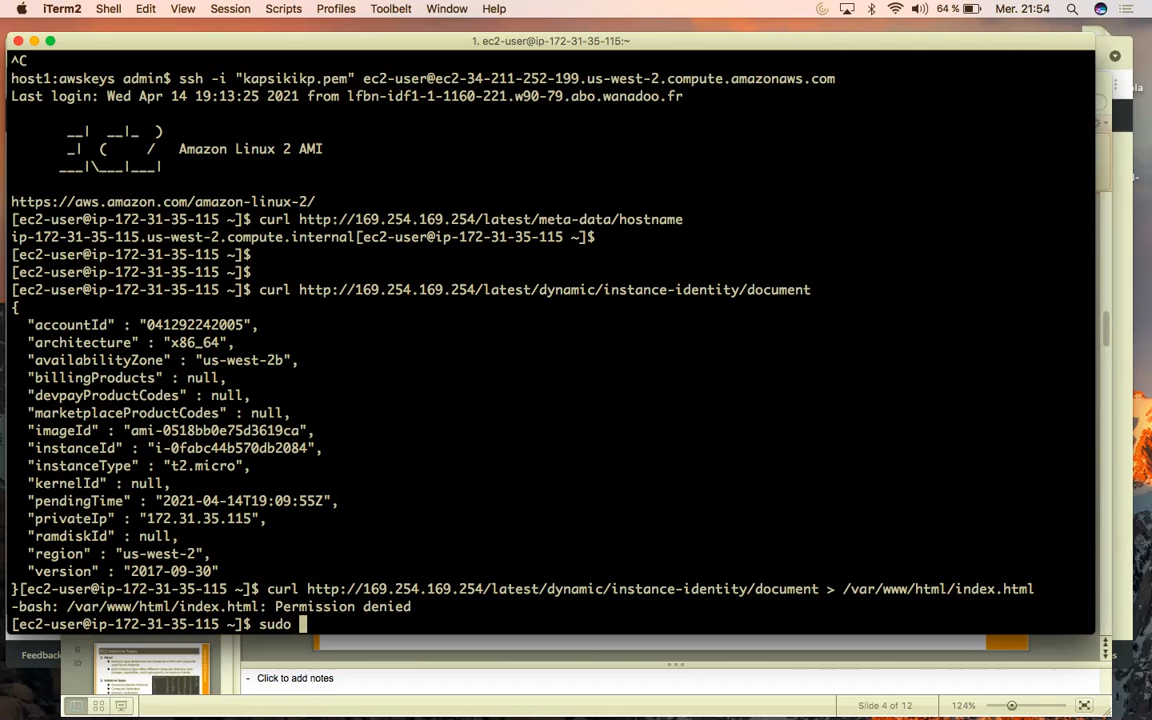 iTerm2 Shell Edit View Session Scripts Profiles Toolbelt Window Help 64 % Mer. 21:54
1. ec2-user@ip-172-31-35-115:~
^C
host1:awskeys admin$ ssh -i "kapsikikp.pem" ec2-user@ec2-34-211-252-199.us-west-2.compute.amazonaws.com
Last login: Wed Apr 14 19:13:25 2021 from lfbn-idf1-1-1160-221.w90-79.abo.wanadoo.fr
__| __|_ )
_| ( / Amazon Linux 2 AMI
___|\___|___|
https://aws.amazon.com/amazon-linux-2/
[ec2-user@ip-172-31-35-115 ~]$ curl http://169.254.169.254/latest/meta-data/hostname
ip-172-31-35-115.us-west-2.compute.internal[ec2-user@ip-172-31-35-115 ~]$
[ec2-user@ip-172-31-35-115 ~]$
[ec2-user@ip-172-31-35-115 ~]$
[ec2-user@ip-172-31-35-115 ~]$ curl http://169.254.169.254/latest/dynamic/instance-identity/document
{
"accountId" : "041292242005",
"architecture" : "x86_64",
"availabilityZone" : "us-west-2b",
"billingProducts" : null,
"devpayProductCodes" : null,
"marketplaceProductCodes" : null,
"imageId" : "ami-0518bb0e75d3619ca",
"instanceId" : "i-0fabc44b570db2084",
"instanceType" : "t2.micro",
"kernelId" : null,
"pendingTime" : "2021-04-14T19:09:55Z",
"privateIp" : "172.31.35.115",
"ramdiskId" : null,
"region" : "us-west-2",
"version" : "2017-09-30"
}[ec2-user@ip-172-31-35-115 ~]$ curl http://169.254.169.254/latest/dynamic/instance-identity/document > /var/www/html/index.html
-bash: /var/www/html/index.html: Permission denied
[ec2-user@ip-172-31-35-115 ~]$ sudo
Feedback
6
- Click to add notes
Slide 4 of 12 124%